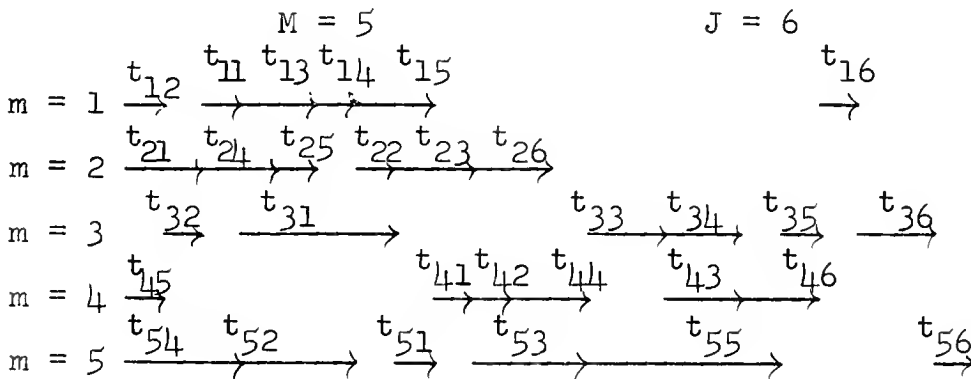 M = 5 J = 6
t12 t11 t13 t14 t15 t16
m = 1
t21 t24 t25 t22 t23 t26
m = 2
t32 t31 t33 t34 t35 t36
m = 3
t45 t41 t42 t44 t43 t46
m = 4
t54 t52 t51 t53 t55 t56
m = 5